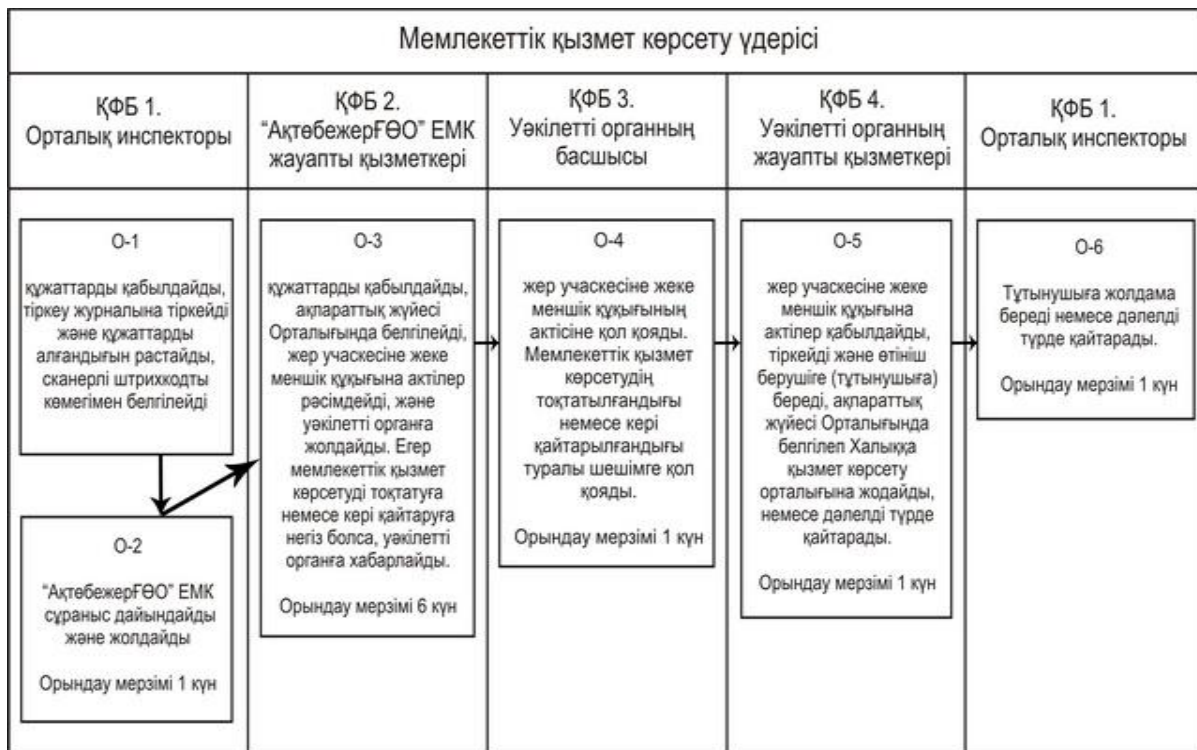 Мемлекеттік қызмет көрсету үдерісі
ҚФБ 1.
Орталық инспекторы
ҚФБ 2.
“АқтөбежерҒӨО” ЕМК
жауапты қызметкері
ҚФБ 3.
Уәкілетті органның
басшысы
ҚФБ 4.
Уәкілетті органның
жауапты қызметкері
ҚФБ 1.
Орталық инспекторы
О-1
құжаттарды қабылдайды,
тіркеу журналына тіркейді
және құжаттарды
алғандығын растайды,
сканерлі штрихкодты
көмегімен белгілейді
О-2
“АқтөбежерҒӨО” ЕМК
сұраныс дайындайды
және жолдайды
Орындау мерзімі 1 күн
О-3
құжаттарды қабылдайды,
ақпараттық жүйесі
Орталығында белгілейді,
жер учаскесіне жеке
меншік құқығына актілер
рәсімдейді, және
уәкілетті органға
жолдайды. Егер
мемлекеттік қызмет
көрсетуді тоқтатуға
немесе кері қайтаруға
негіз болса, уәкілетті
органға хабарлайды.
Орындау мерзімі 6 күн
О-4
жер учаскесіне жеке
меншік құқығының
актісіне қол қояды.
Мемлекеттік қызмет
көрсетудің
тоқтатылғандығы
немесе кері
қайтарылғандығы
туралы шешімге қол
қояды.
Орындау мерзімі 1 күн
О-5
жер учаскесіне жеке
меншік құқығына
актілер қабылдайды,
тіркейді және өтініш
берушіге (тұтынушыға)
береді, ақпараттық
жүйесі Орталығында
белгілеп Халыққа
қызмет көрсету
орталығына жодайды,
немесе дәлелді түрде
қайтарады.
Орындау мерзімі 1 күн
О-6
Тұтынушыға жолдама
береді немесе дәлелді
түрде қайтарады.
Орындау мерзімі 1 күн